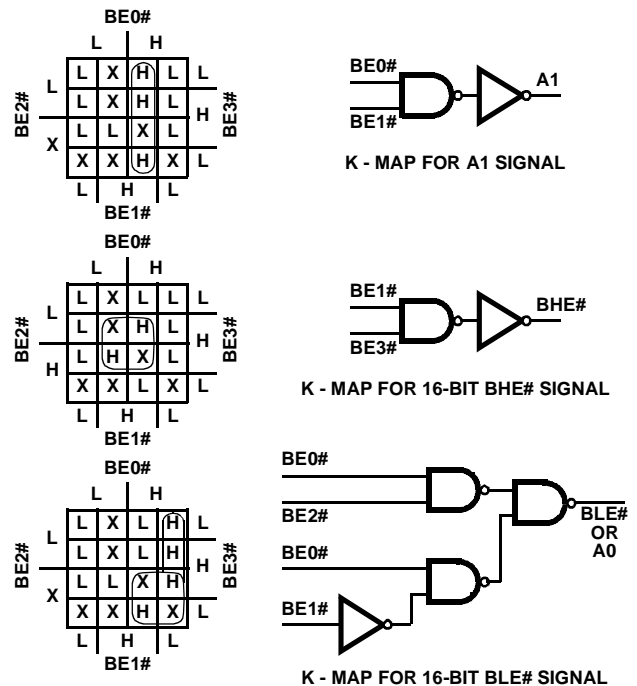 BE0#
L H
L X H L L
L
L X H L
BE2# H BE3#
L L X L
X
X X H X L
L H L
BE1#
BE0#
BE1#
A1
K - MAP FOR A1 SIGNAL
BE0#
L H
L X L L L
L
L X H L
BE2# H BE3#
L H X L
H
X X L X L
L H L
BE1#
BE1#
BE3#
BHE#
K - MAP FOR 16-BIT BHE# SIGNAL
BE0#
L H
L X L H L
L
L X L H
BE2# H BE3#
L L X H
X
X X H X L
L H L
BE1#
BE0#
BE2#
BE0#
BE1#
BLE#
OR
A0
K - MAP FOR 16-BIT BLE# SIGNAL